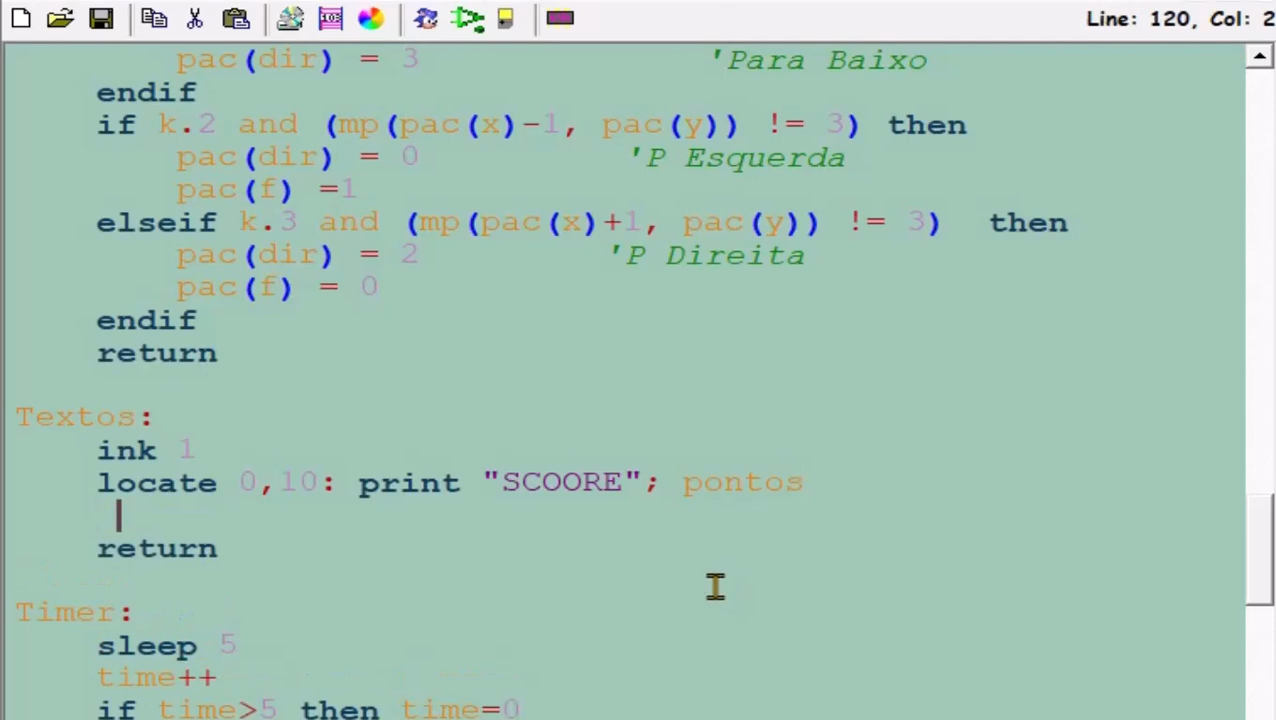 Line: 120, Col: 2
pac(dir) = 3 'Para Baixo
endif
if k.2 and (mp(pac(x)-1, pac(y)) != 3) then
pac(dir) = 0 'P Esquerda
pac(f) =1
elseif k.3 and (mp(pac(x)+1, pac(y)) != 3) then
pac(dir) = 2 'P Direita
pac(f) = 0
endif
return
Textos:
ink 1
locate 0,10: print "SCOORE"; pontos
return
Timer:
sleep 5
time++
if time>5 then time=0